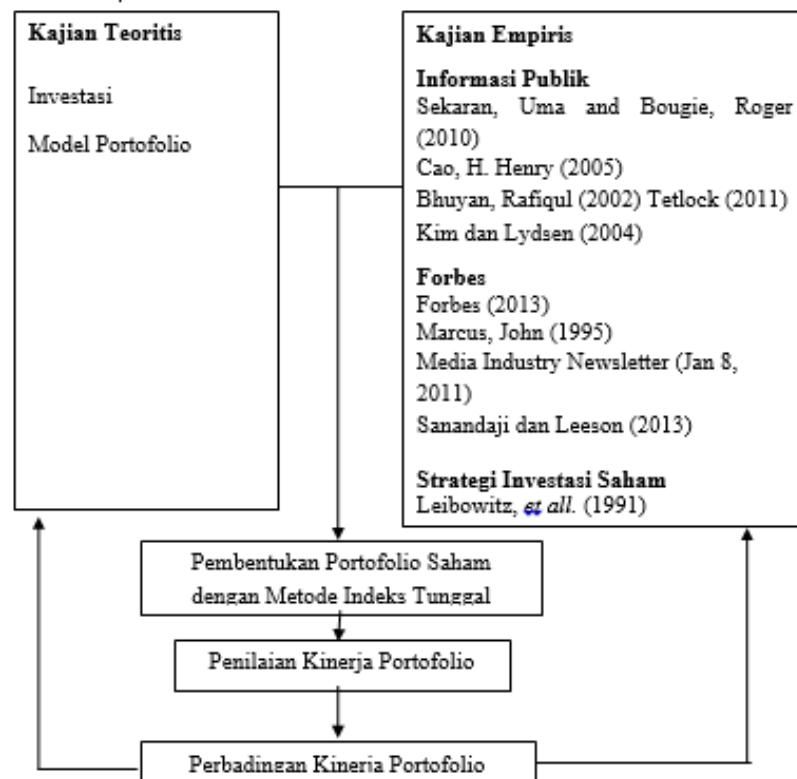 Kajian Teoritis
Investasi
Model Portofolio
Kajian Empiris
Informasi Publik
Sekaran, Uma and Bougie, Roger
(2010)
Cao, H. Henry (2005)
Bhuyan, Rafiqul (2002) Tetlock (2011)
Kim dan Lydsen (2004)
Forbes
Forbes (2013)
Marcus, John (1995)
Media Industry Newsletter (Jan 8,
2011)
Sanandaji dan Leeson (2013)
Strategi Investasi Saham
Leibowitz, et all. (1991)
Pembentukan Portofolio Saham
dengan Metode Indeks Tunggal
Penilaian Kinerja Portofolio
Perbadingan Kinerja Portofolio